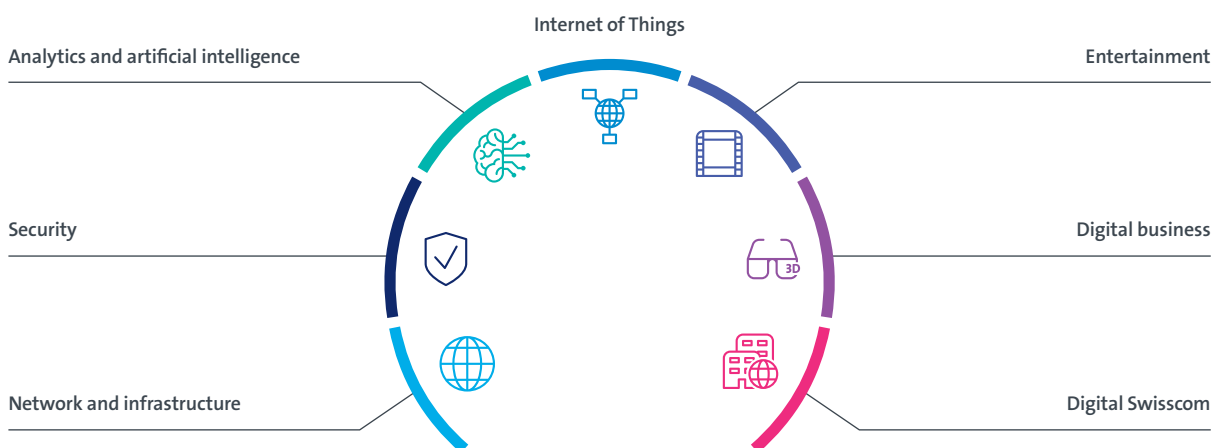 Internet of Things
Analytics and artificial intelligence
Entertainment
Security
Digital business
3D
Network and infrastructure
Digital Swisscom